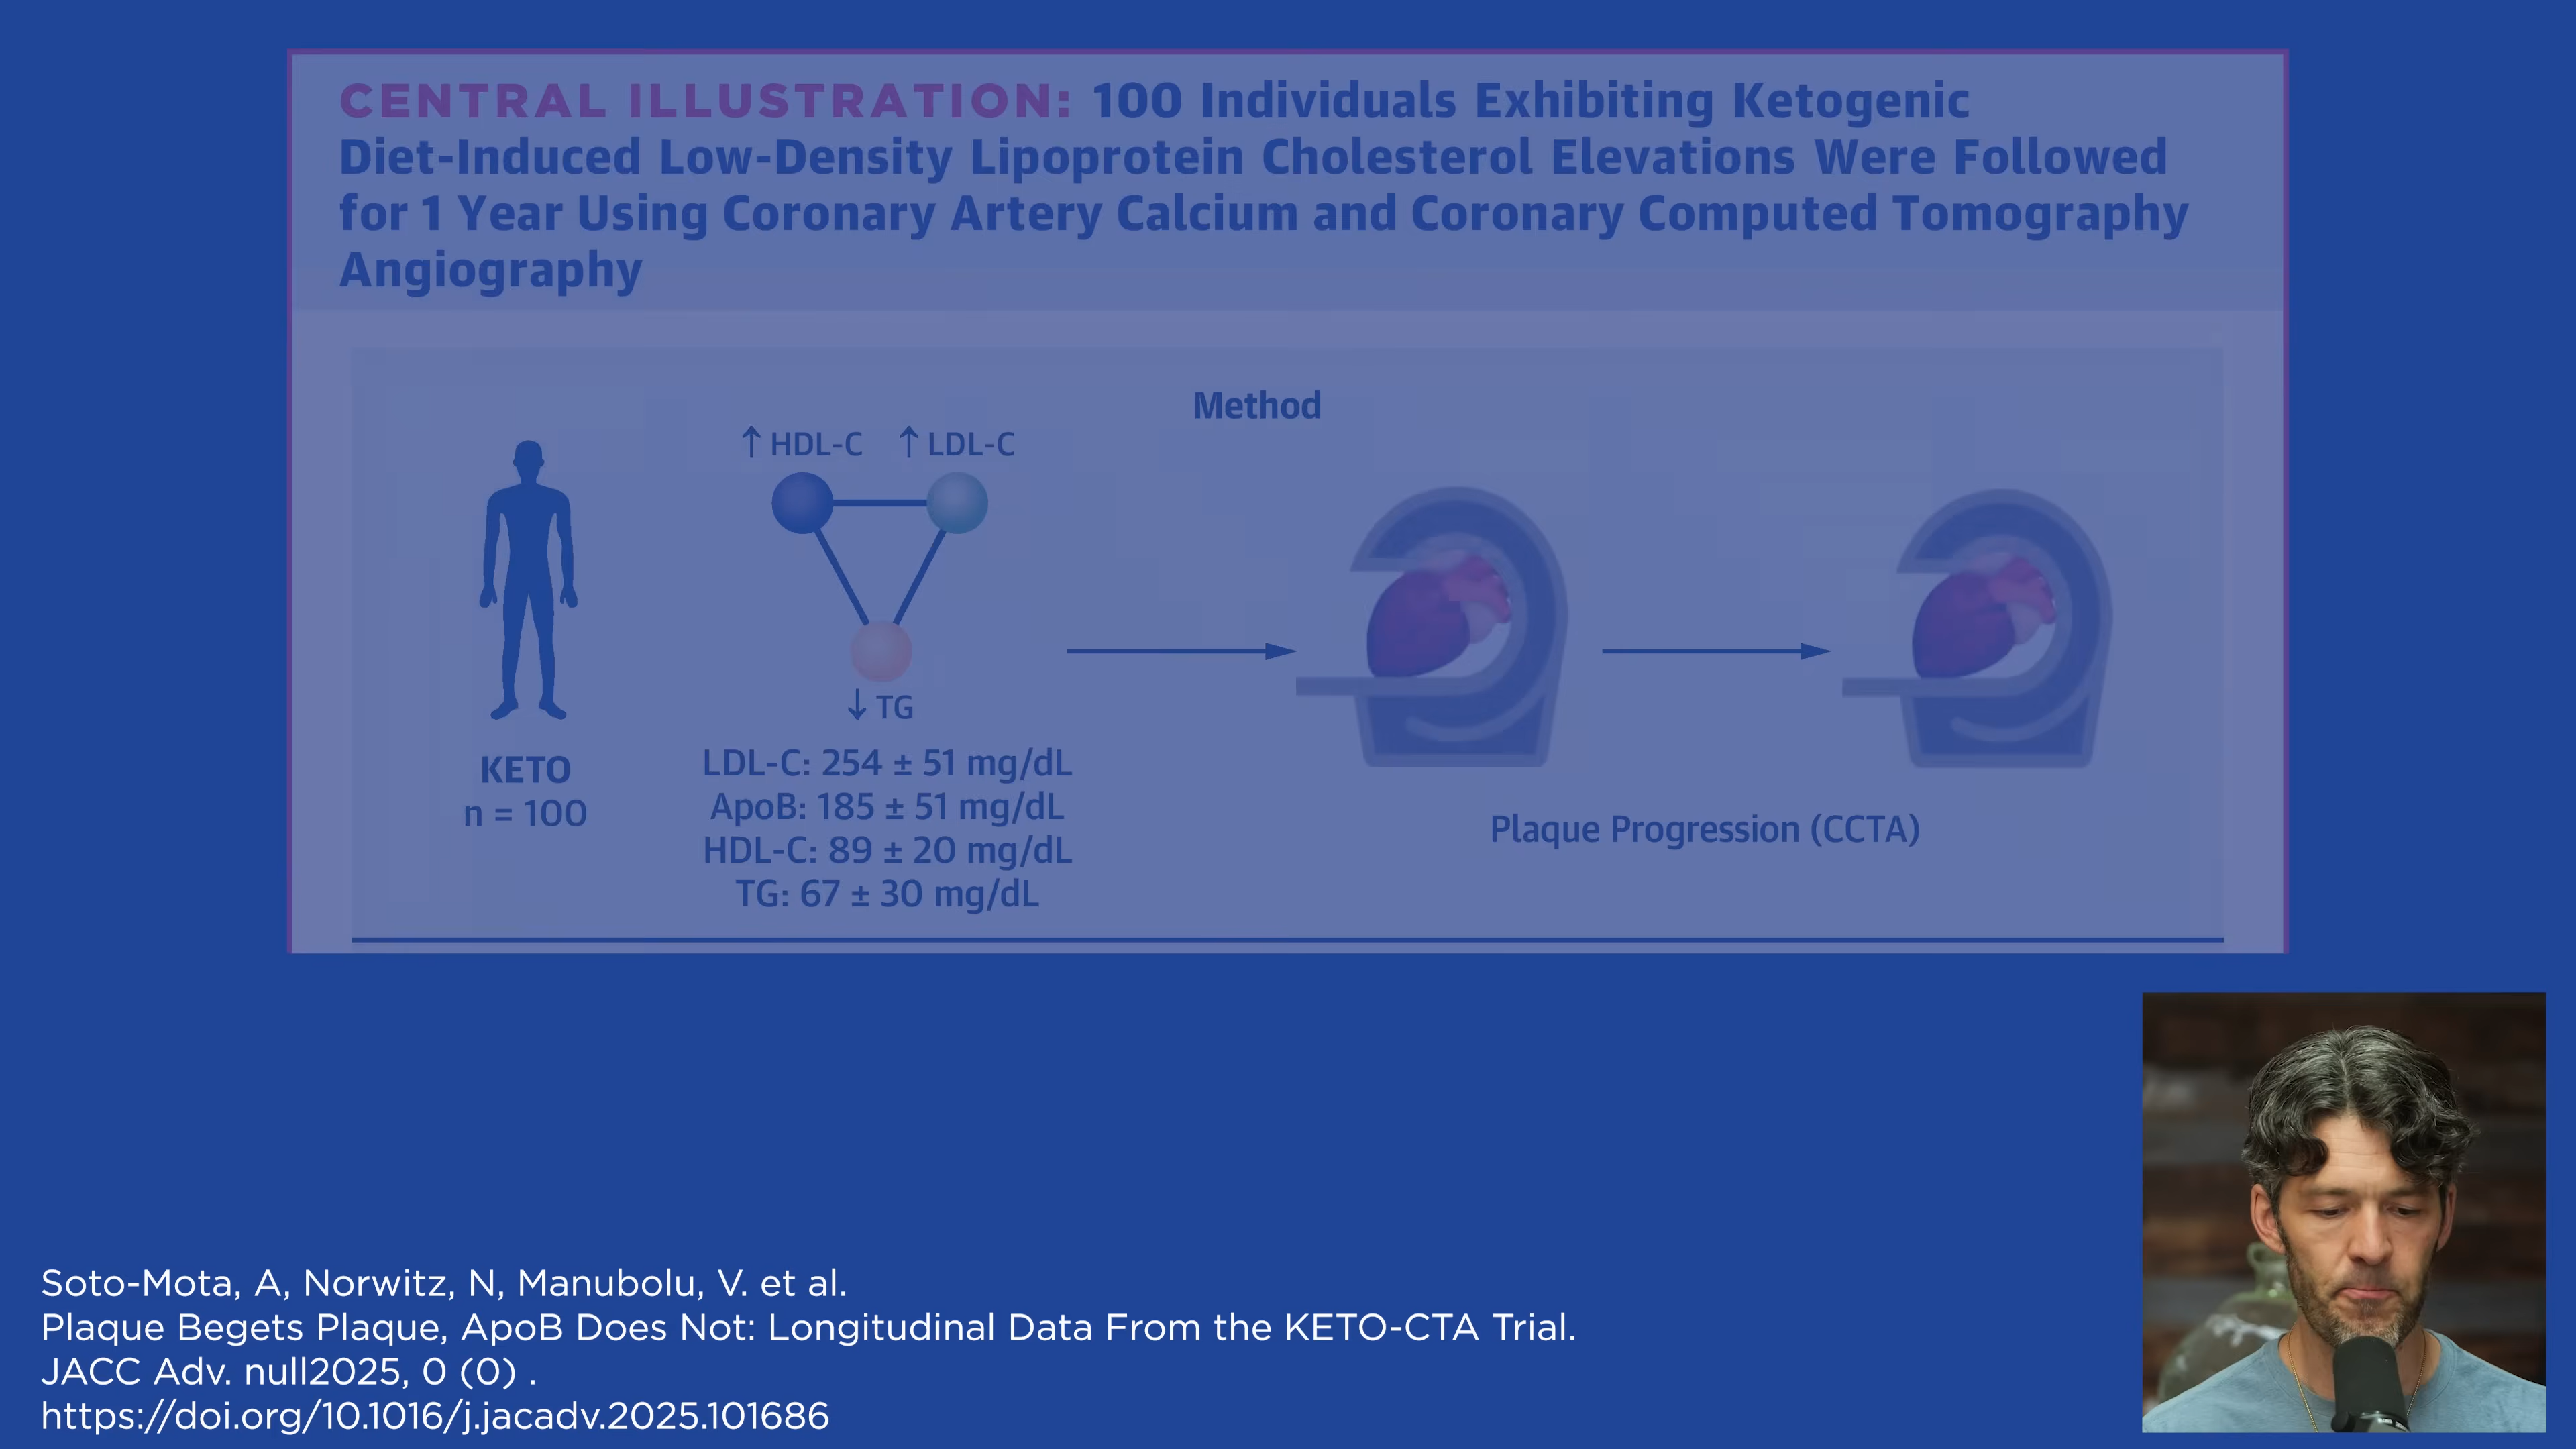 CENTRAL ILLUSTRATION: 100 Individuals Exhibiting Ketogenic
Diet-Induced Low-Density Lipoprotein Cholesterol Elevations Were Followed
for 1 Year Using Coronary Artery Calcium and Coronary Computed Tomography
Angiography
Method
↑ HDL-C ↑ LDL-C
↓ TG
KETO
n = 100
LDL-C: 254 ± 51 mg/dL
ApoB: 185 ± 51 mg/dL
HDL-C: 89 ± 20 mg/dL
TG: 67 ± 30 mg/dL
Plaque Progression (CCTA)
Soto-Mota, A, Norwitz, N, Manubolu, V. et al.
Plaque Begets Plaque, ApoB Does Not: Longitudinal Data From the KETO-CTA Trial.
JACC Adv. null2025, 0 (0) .
https://doi.org/10.1016/j.jacadv.2025.101686